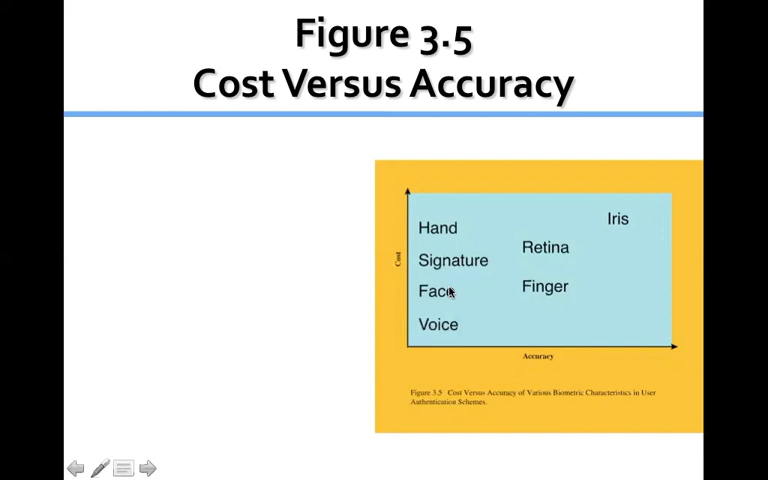 Figure 3.5
Cost Versus Accuracy
Iris
Hand
Retina
Signature
Finger
Face
Voice
Cost
Accuracy
Figure 3.5 Cost Versus Accuracy of Various Biometric Characteristics in User
Authentication Schemes.